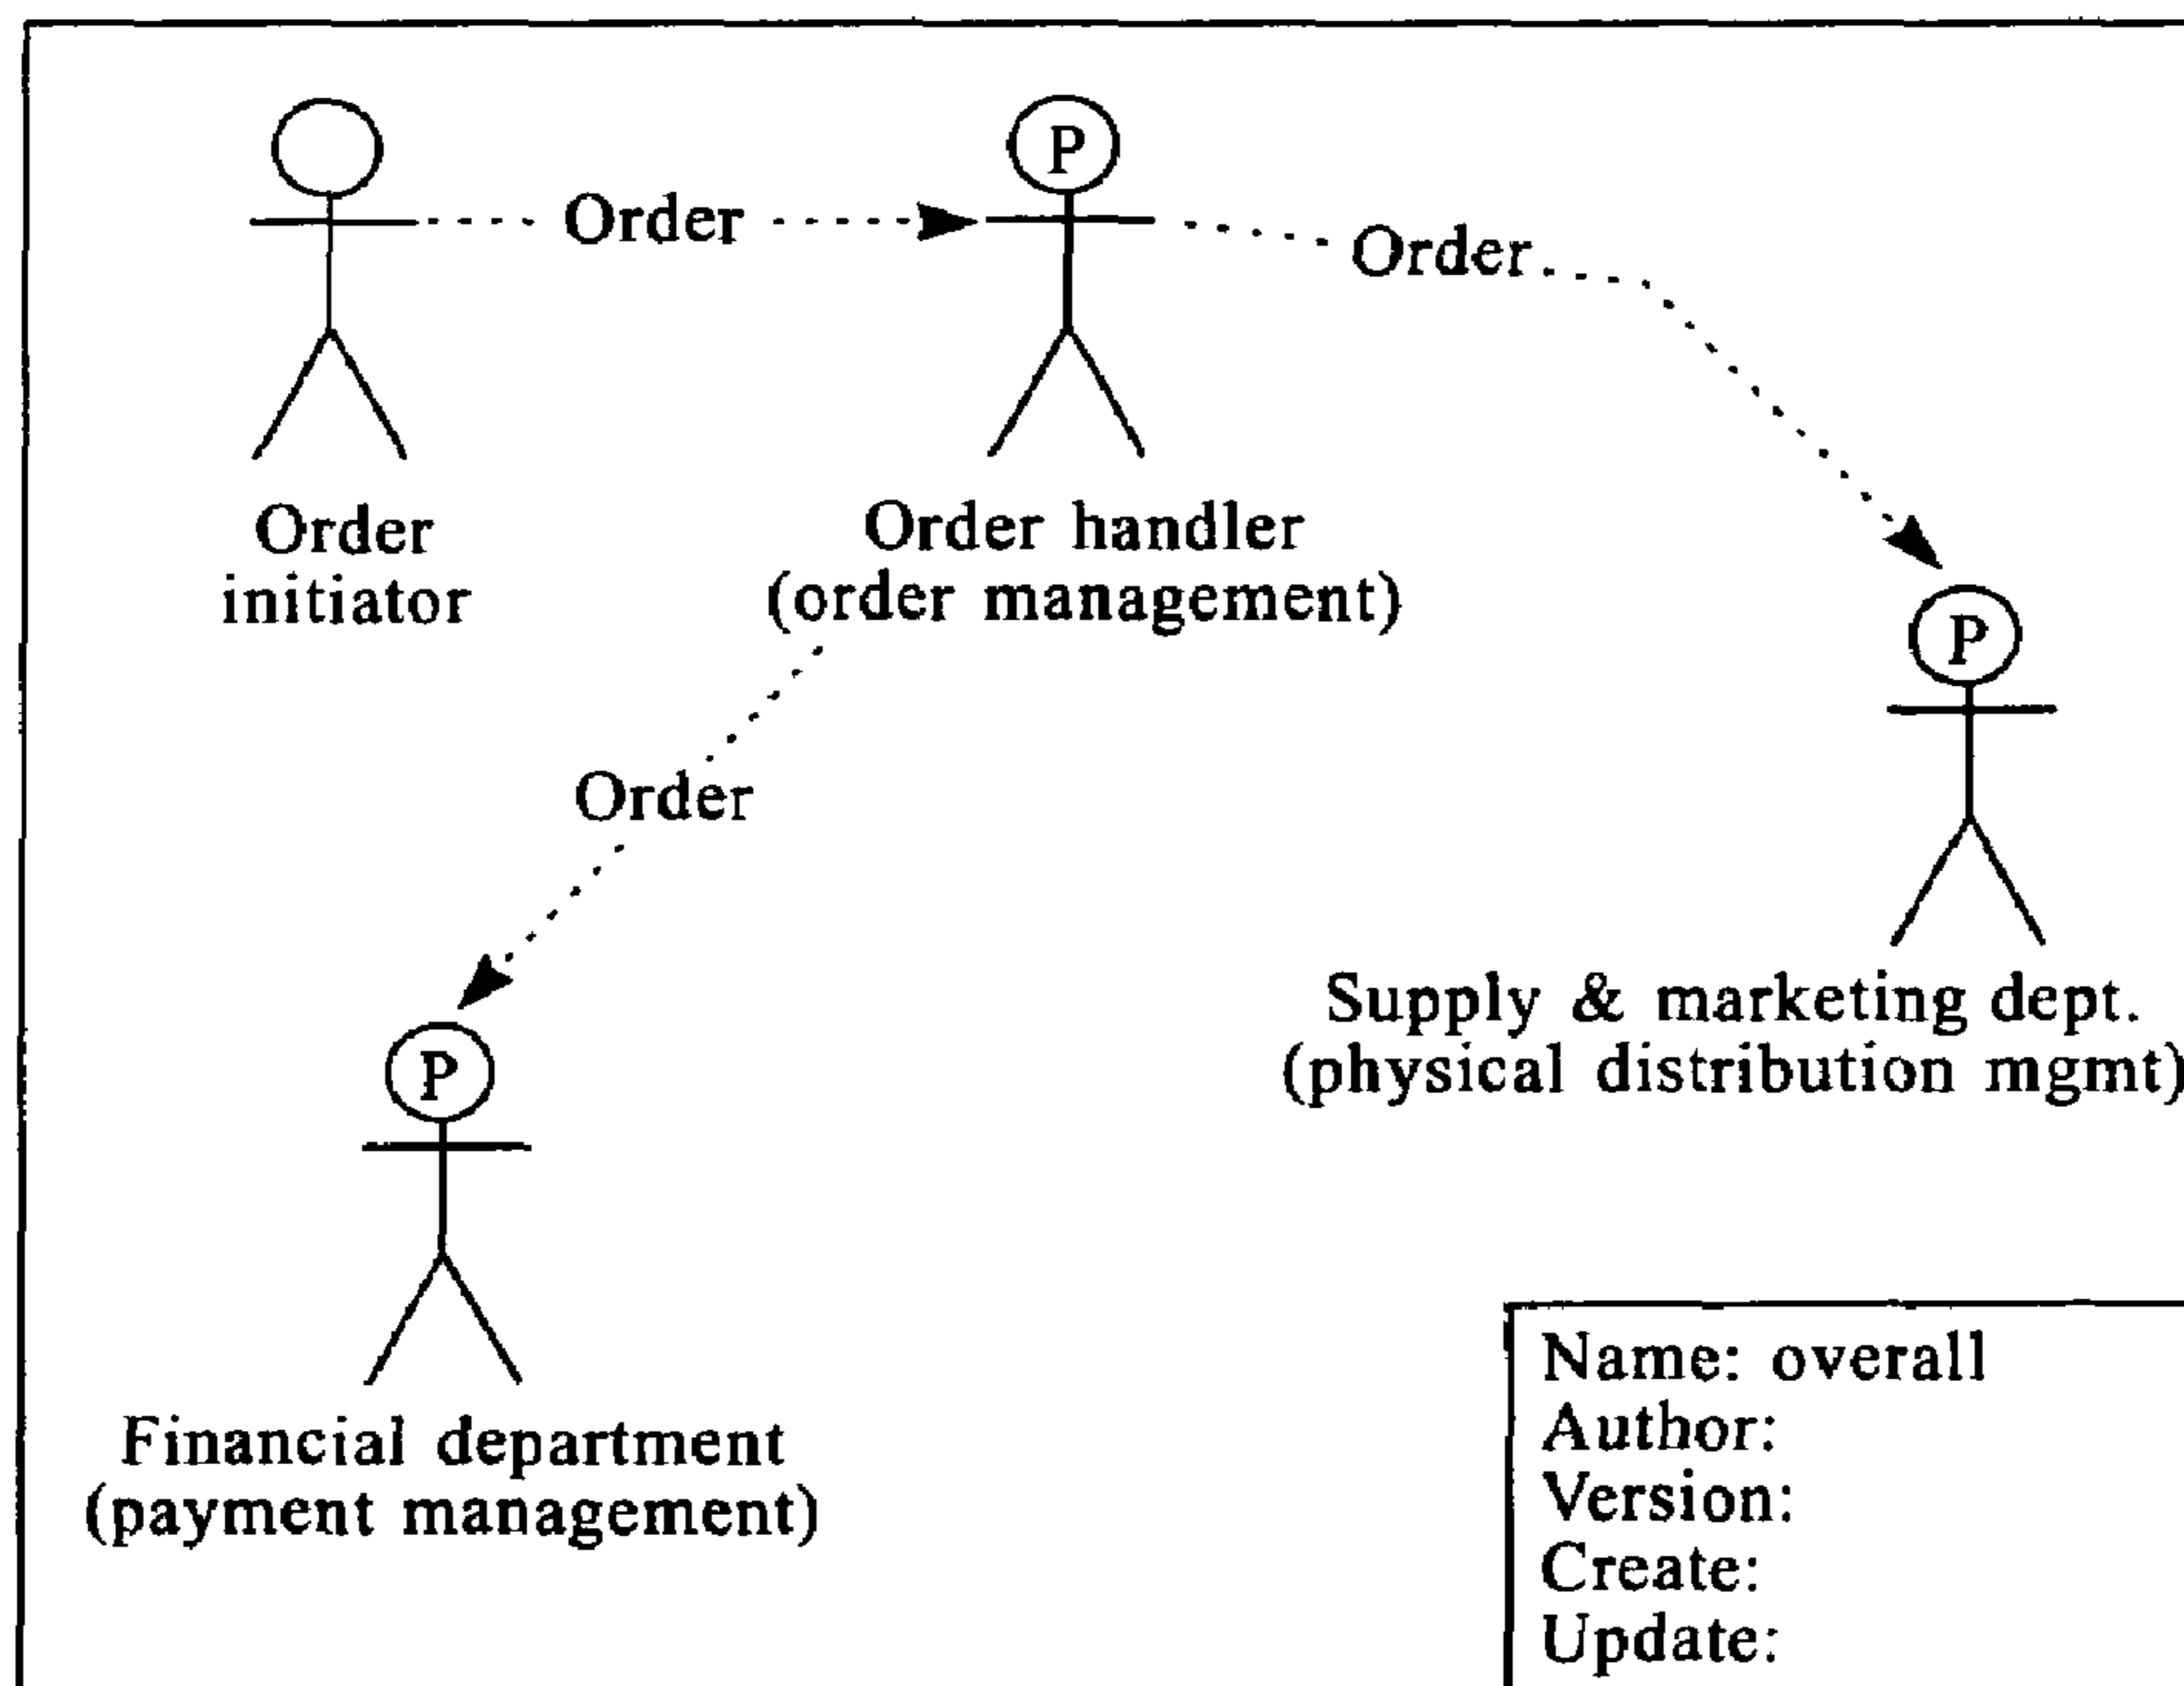 P
Order
Order
Order
initiator
Order handler
(order management)
P
Order
Supply & marketing dept.
(physical distribution mgmt)
P
Financial department
(payment management)
Name: overall
Author:
Version:
Create:
Update: